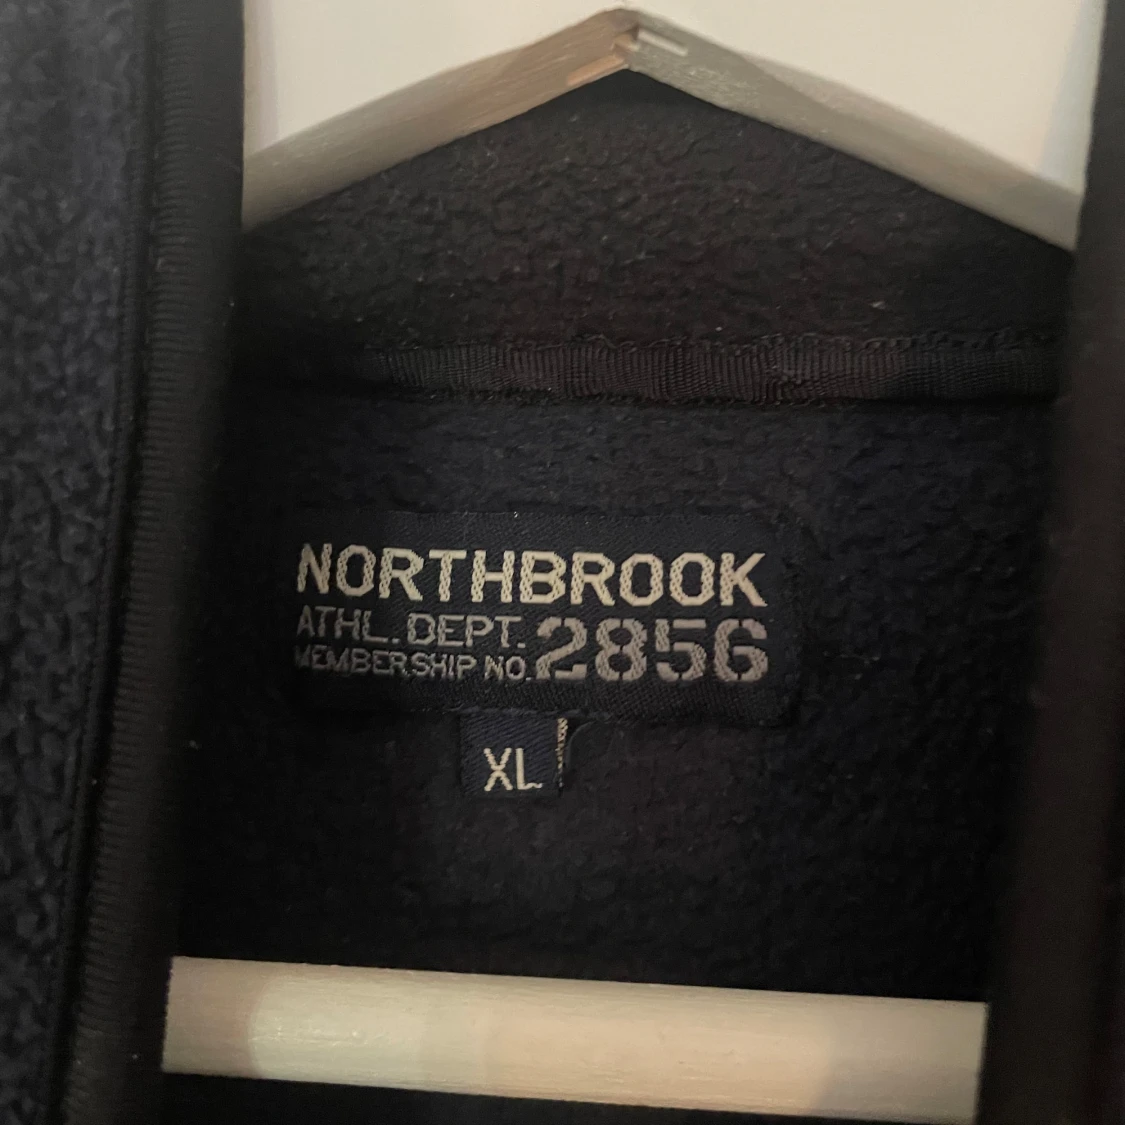 NORTHBROOK
ATHL. DEPT.
MEMBERSHIP NO. 2856
XL